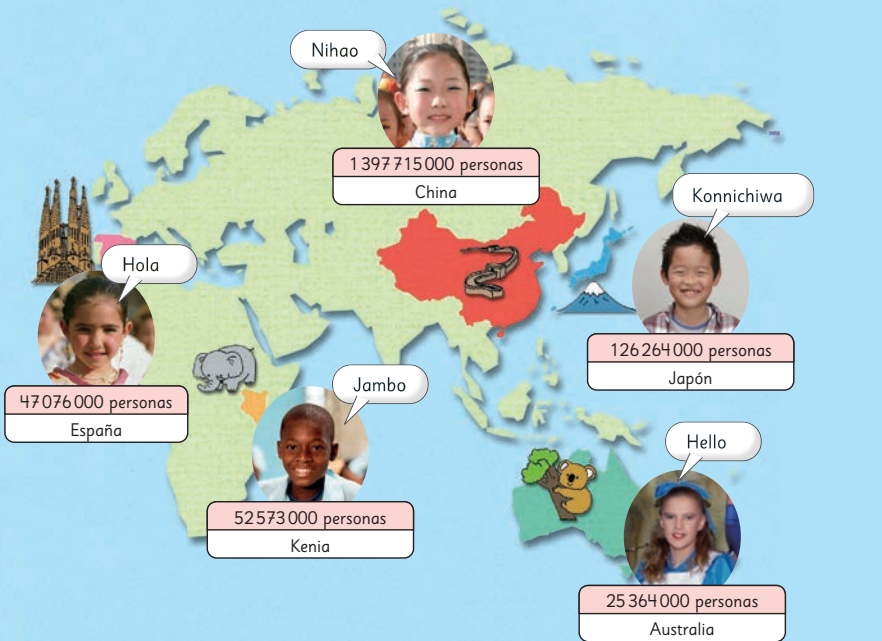 Nihao
1 397 715 000 personas
China
Konnichiwa
126 264 000 personas
Japón
Hola
47 076 000 personas
España
Jambo
52 573 000 personas
Kenia
Hello
25 364 000 personas
Australia